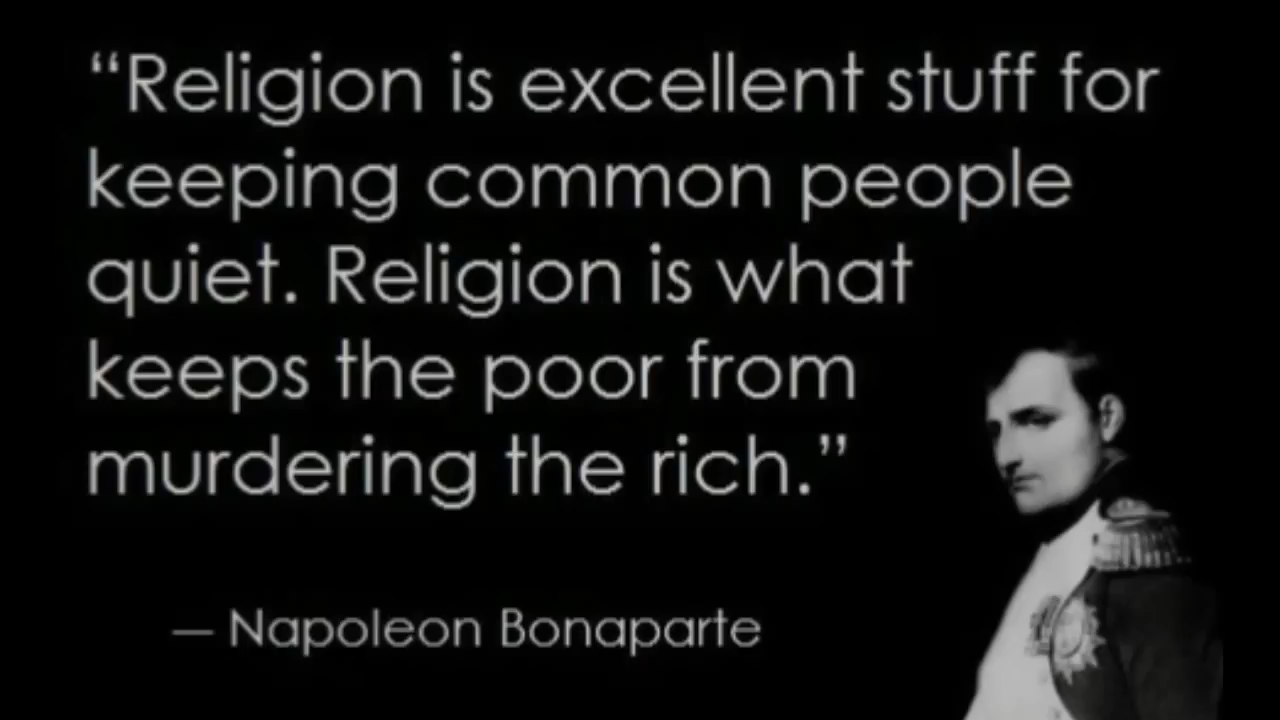 “Religion is excellent stuff for
keeping common people
quiet. Religion is what
keeps the poor from
murdering the rich.”
— Napoleon Bonaparte